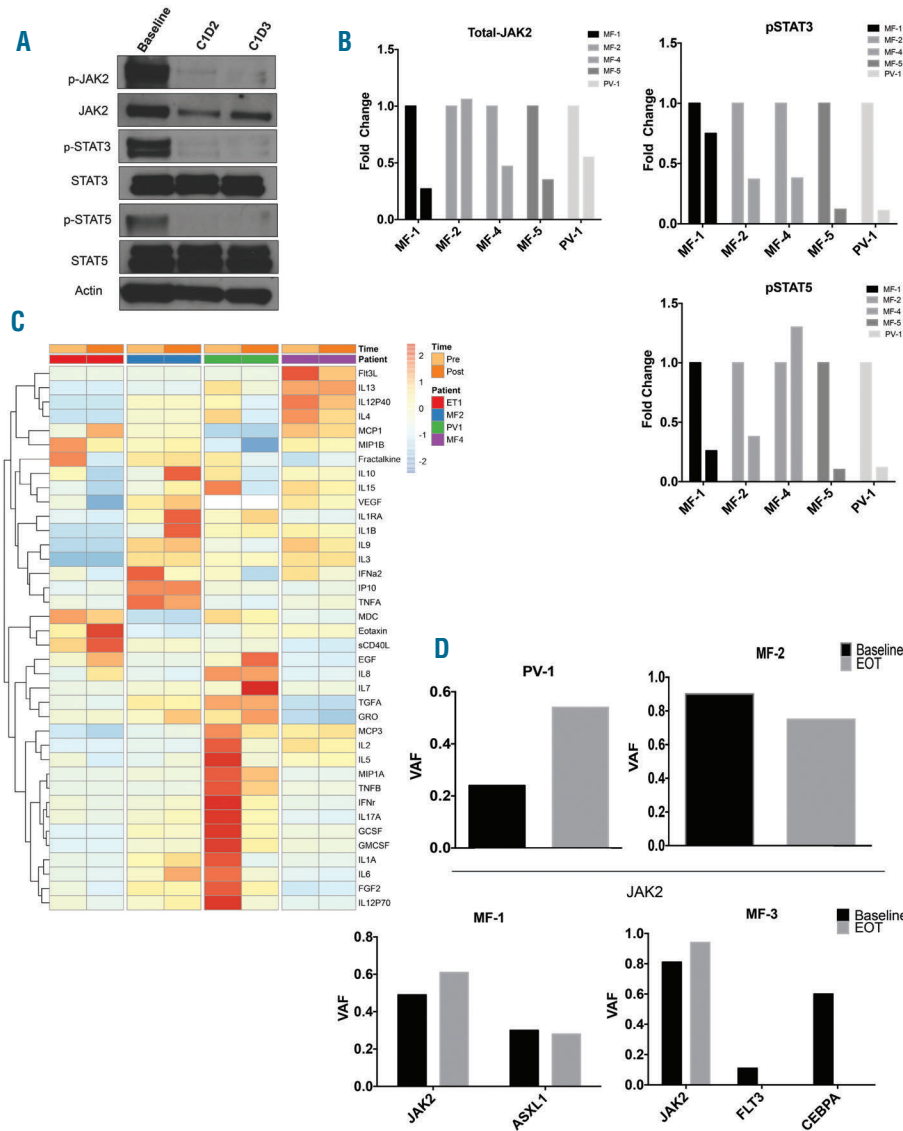 A
Baseline
C1D2
C1D3
p-JAK2
JAK2
p-STAT3
STAT3
p-STAT5
STAT5
Actin
B
Total-JAK2
MF-1
MF-2
MF-4
MF-5
PV-1
Fold Change
1.5
1.0
0.5
0.0
MF-1
MF-2
MF-4
MF-5
PV-1
pSTAT3
MF-1
MF-2
MF-4
MF-5
PV-1
Fold Change
1.5
1.0
0.5
0.0
MF-1
MF-2
MF-4
MF-5
PV-1
pSTAT5
MF-1
MF-2
MF-4
MF-5
PV-1
Fold Change
1.5
1.0
0.5
0.0
MF-1
MF-2
MF-4
MF-5
PV-1
C
Time
Patient
Flt3L
IL13
IL12P40
IL4
MCP1
MIP1B
Fractalkine
IL10
IL15
VEGF
IL1RA
IL1B
IL9
IL3
IFNa2
IP10
TNFA
MDC
Eotaxin
sCD40L
EGF
IL8
IL7
TGFA
GRO
MCP3
IL2
IL5
MIP1A
TNFB
IFNr
IL17A
GCSF
GMCSF
IL1A
IL6
FGF2
IL12P70
2
1
0
-1
-2
Time
Pre
Post
Patient
ET1
MF2
PV1
MF4
D
PV-1
VAF
0.6
0.4
0.2
0.0
MF-2
Baseline
EOT
VAF
1.0
0.8
0.6
0.4
0.2
0.0
JAK2
MF-1
VAF
0.8
0.6
0.4
0.2
0.0
JAK2
ASXL1
MF-3
Baseline
EOT
VAF
1.0
0.8
0.6
0.4
0.2
0.0
JAK2
FLT3
CEBPA